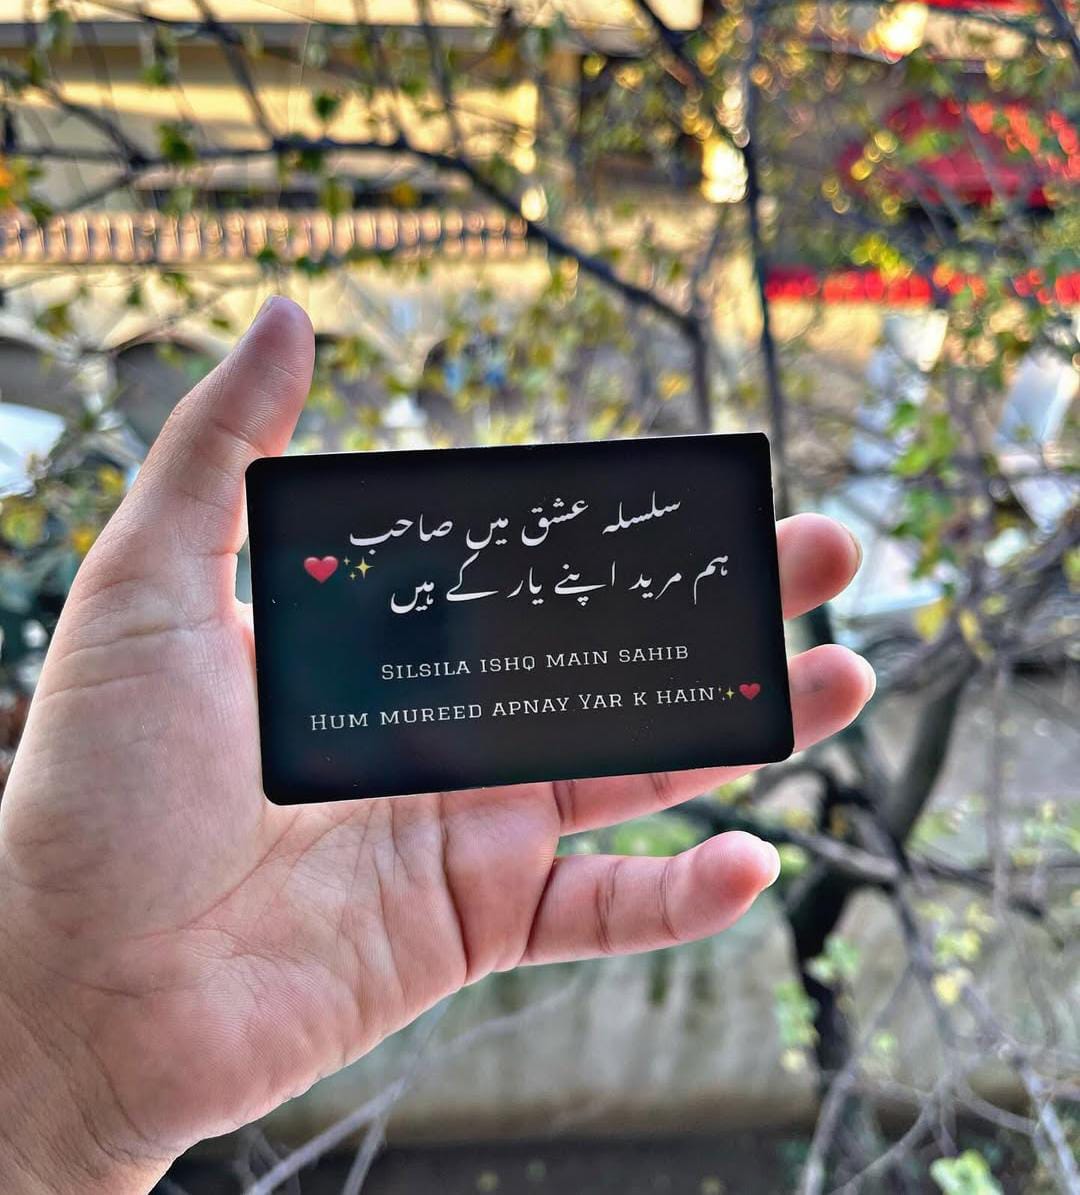 سلسلہ عشق میں صاحب
ہم مرید اپنے یار کے ہیں ❤️✨
Silsila ishq main sahib
Hum mureed apnay Yar k hain ✨❤️